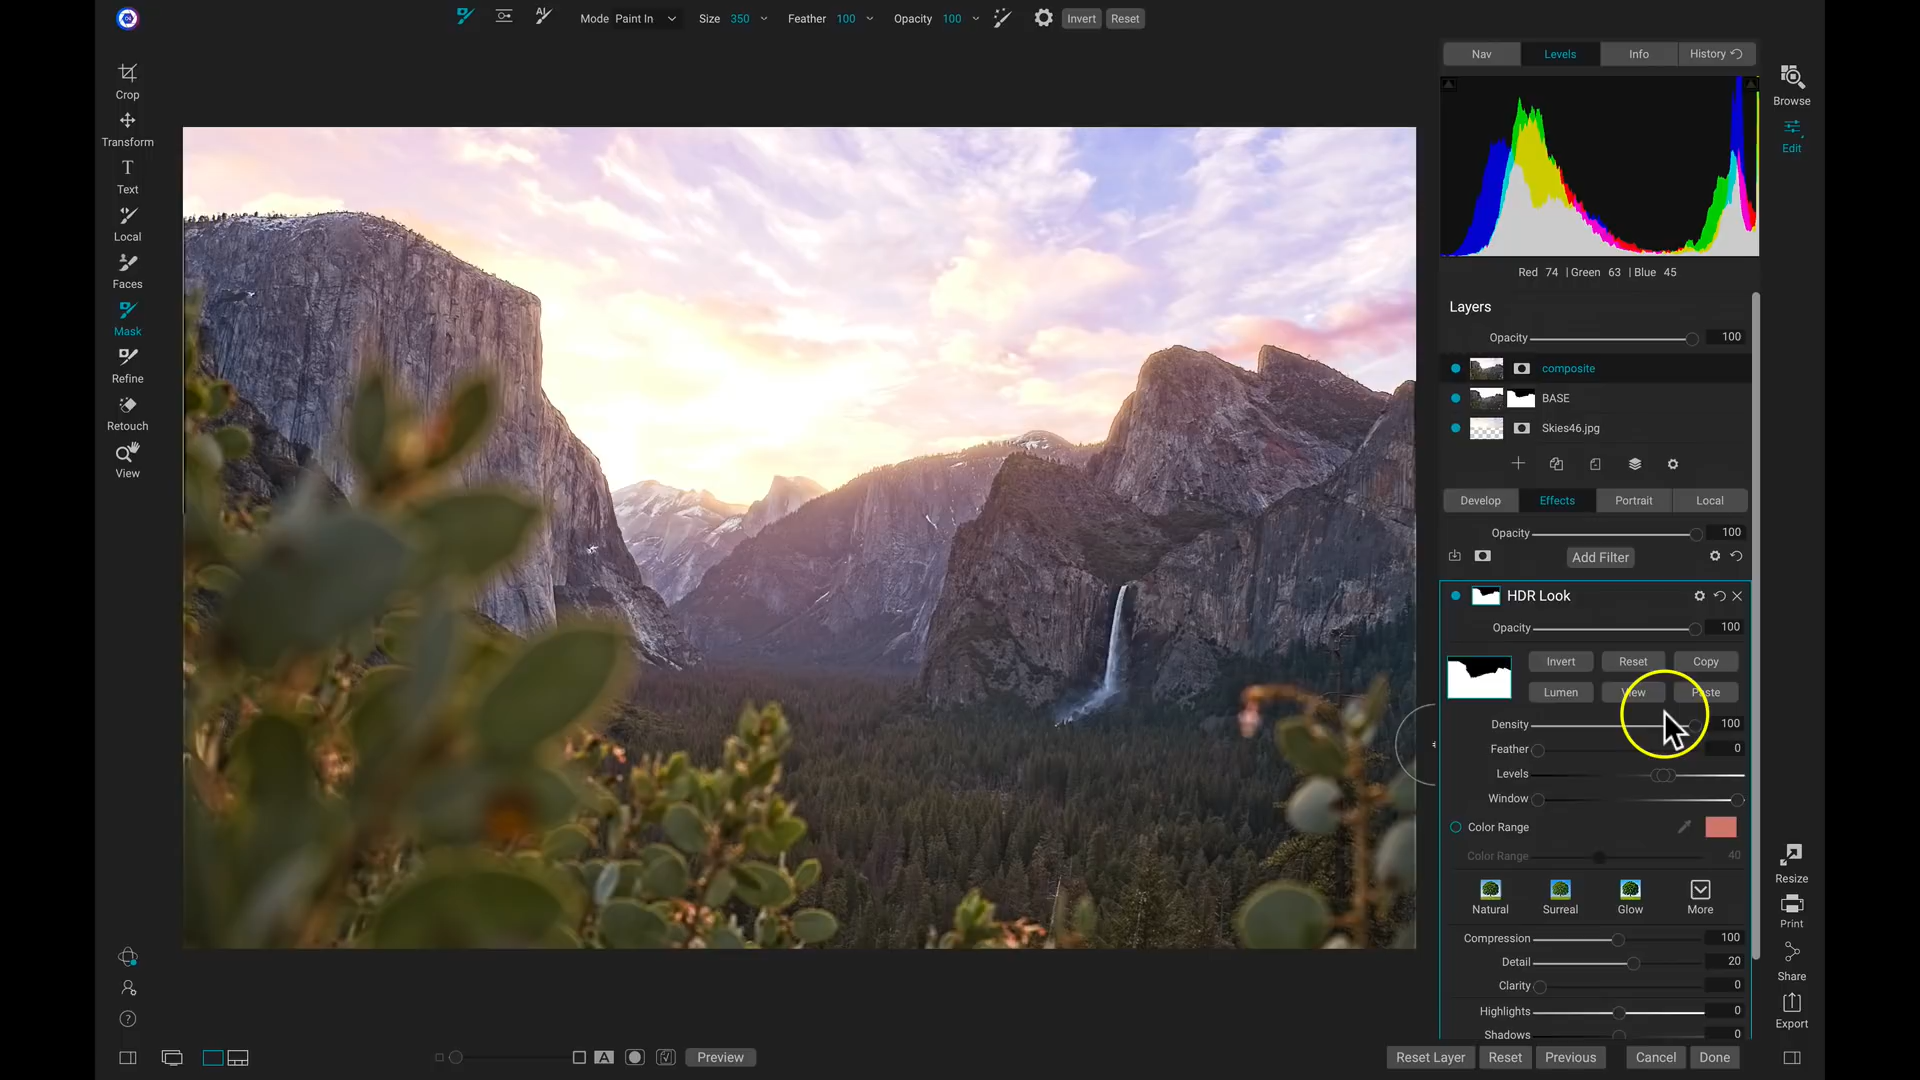 Mode Paint In Size 350 Feather 100 Opacity 100 Invert Reset
Nav Levels Info History
Browse
Edit
Crop
Transform
Text
Local
Faces
Mask
Refine
Retouch
View
Red 74 | Green 63 | Blue 45
Layers
Opacity 100
composite
BASE
Skies46.jpg
Develop Effects Portrait Local
Opacity 100
Add Filter
HDR Look
Opacity 100
Invert Reset Copy
Lumen View Paste
Density 100
Feather 0
Levels
Window
Color Range
Color Range 40
Natural Surreal Glow More
Compression 100
Detail 20
Clarity 0
Highlights 0
Shadows 0
Resize
Print
Share
Export
A Preview
Reset Layer Reset Previous Cancel Done